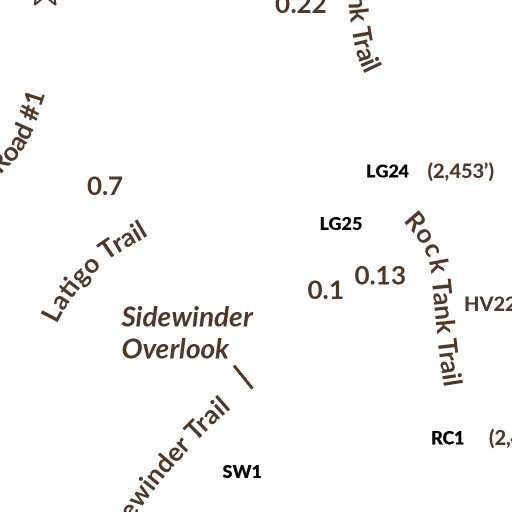 0.22
nk Trail
Road #1
LG24 (2,453’)
0.7
LG25
Rock Tank Trail
Latigo Trail
0.13
0.1
HV22
Sidewinder
Overlook
ewinder Trail
RC1 (2,
SW1